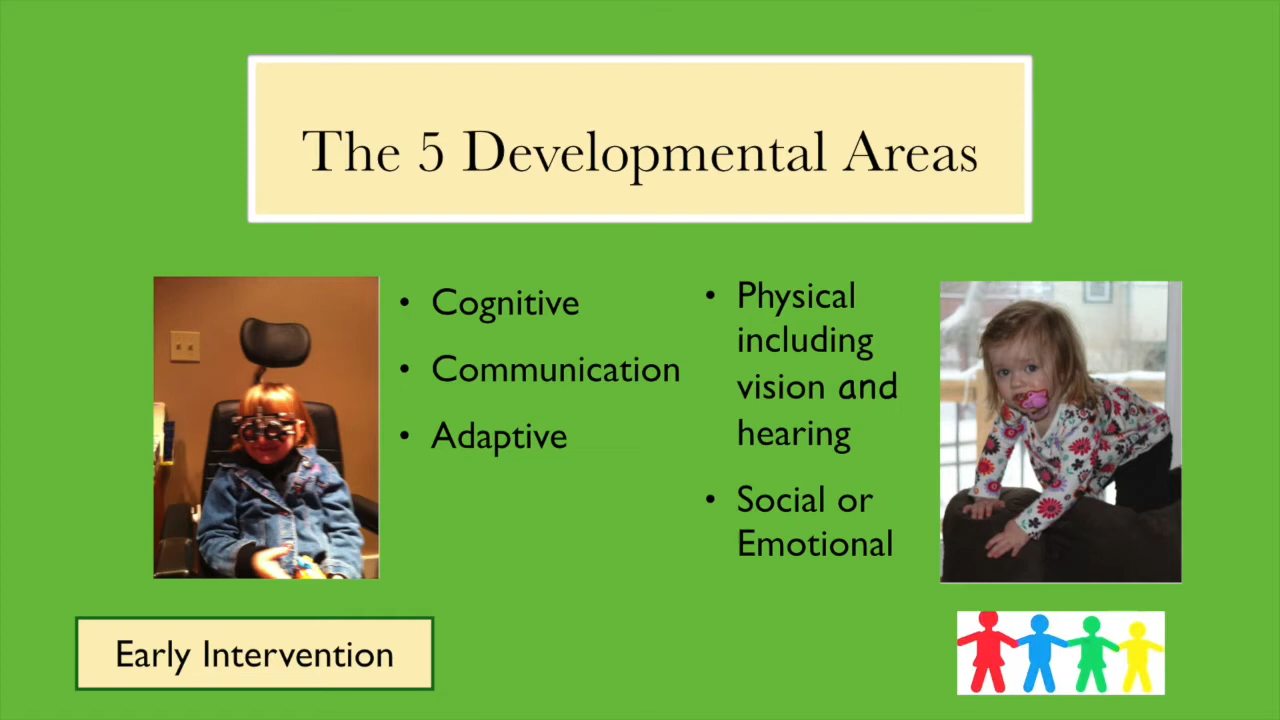 The 5 Developmental Areas
• Cognitive
• Communication
• Adaptive
• Physical
including
vision and
hearing
• Social or
Emotional
Early Intervention